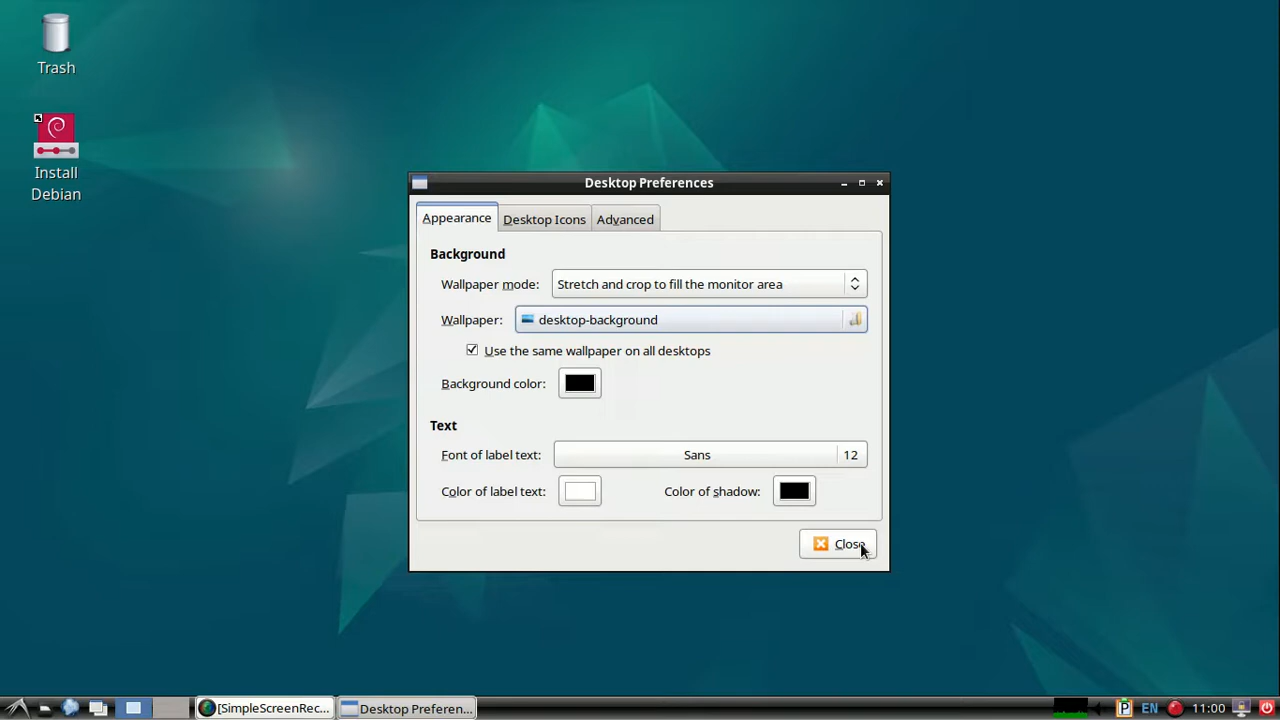 Trash
Install
Debian
Desktop Preferences
Appearance
Desktop Icons
Advanced
Background
Wallpaper mode:
Stretch and crop to fill the monitor area
Wallpaper:
desktop-background
Use the same wallpaper on all desktops
Background color:
Text
Font of label text:
Sans
12
Color of label text:
Color of shadow:
Close
[SimpleScreenRec...
Desktop Preferen...
P
EN
11:00